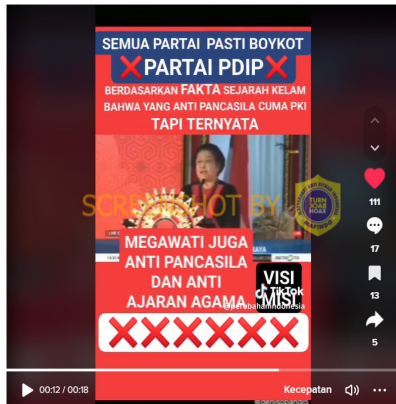 SEMUA PARTAI PASTI BOYKOT
❌PARTAI PDIP❌
BERDASARKAN FAKTA SEJARAH KELAM
BAHWA YANG ANTI PANCASILA CUMA PKI
TAPI TERNYATA
SCREENSHOT BY
TURN
BACK
HOAX
MEGAWATI JUGA
ANTI PANCASILA
DAN ANTI
AJARAN AGAMA
VISI
MISI
TikTok
❌❌❌❌❌❌
111
17
13
5
00:12 / 00:18
Kecepatan